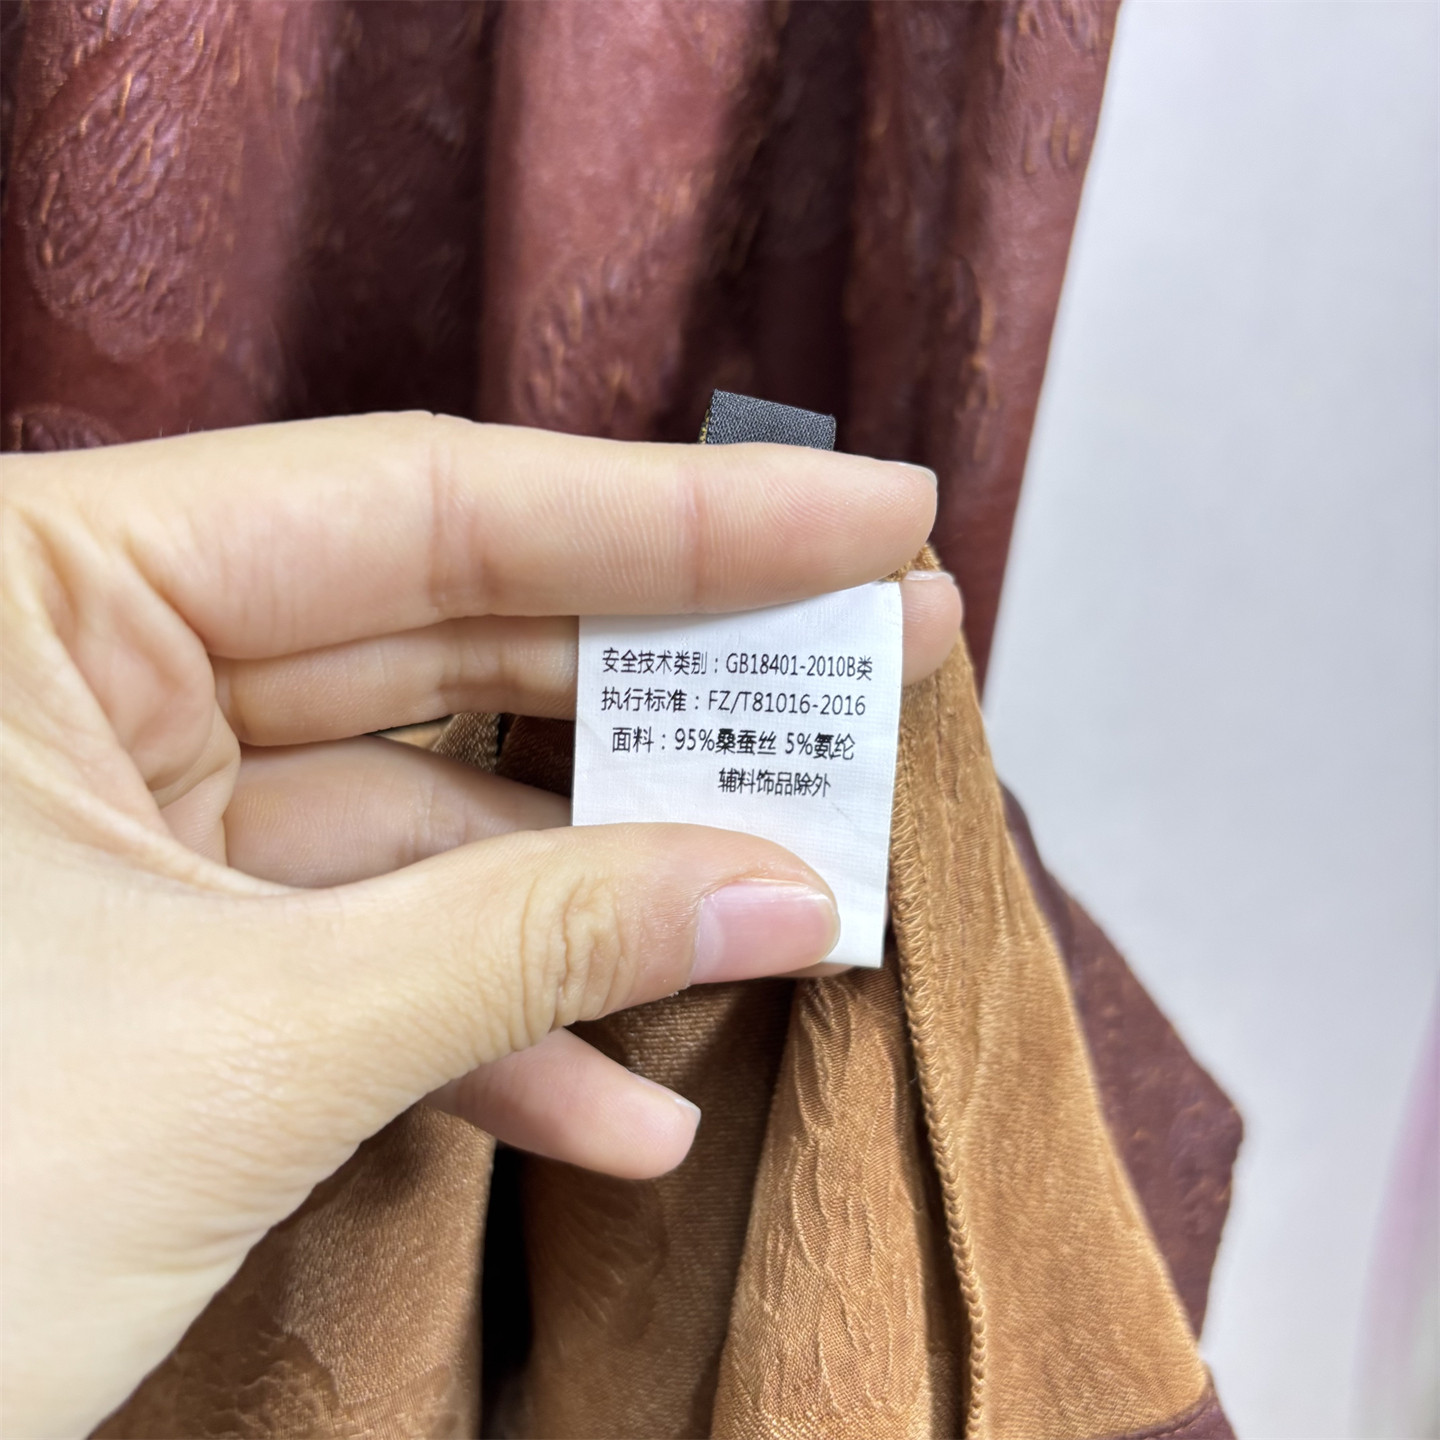 安全技术类别：GB18401-2010B类
执行标准：FZ/T81016-2016
面料：95%桑蚕丝 5%氨纶
辅料饰品除外